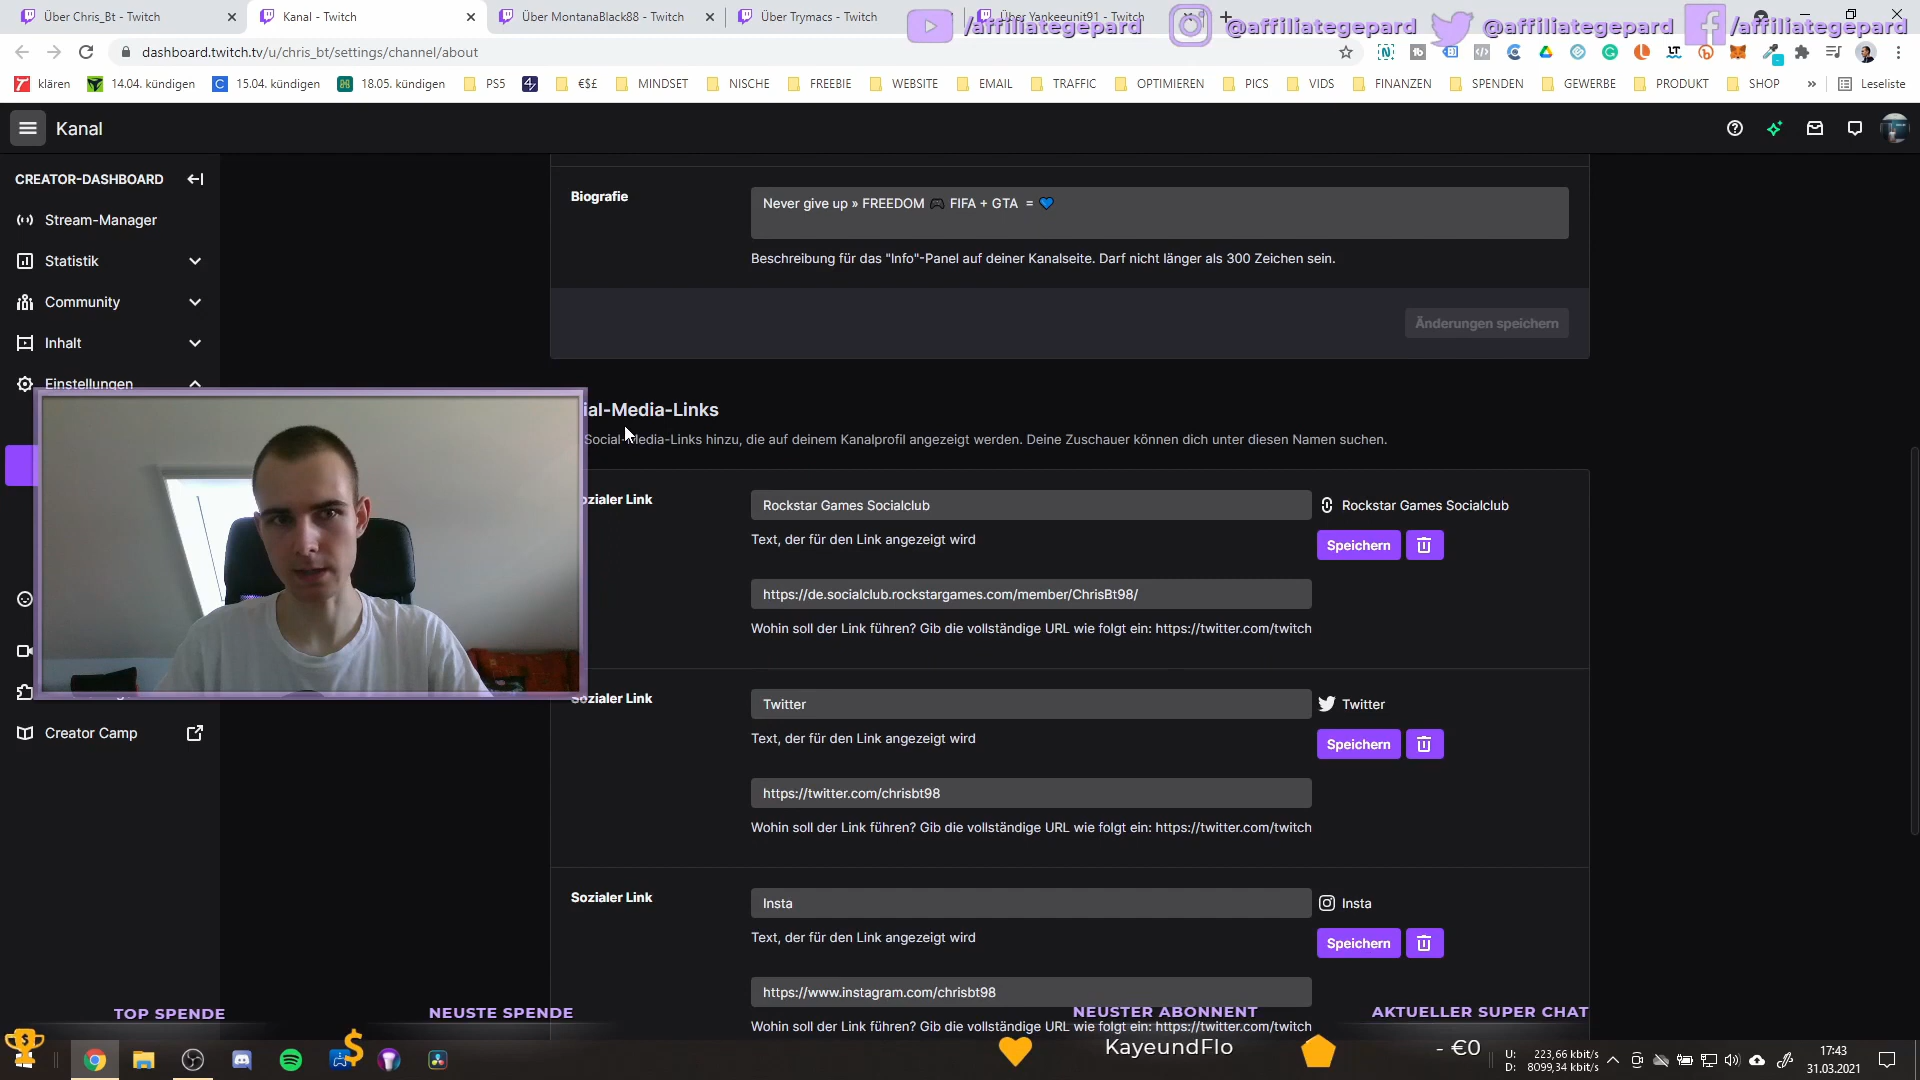 Über Chris_Bt - Twitch
Kanal - Twitch
Über MontanaBlack88 - Twitch
Über Trymacs - Twitch
Über Yankeeunit91 - Twitch
/affiliategepard
@affiliategepard
@affiliategepard
/affiliategepard
dashboard.twitch.tv/u/chris_bt/settings/channel/about
klären
14.04. kündigen
15.04. kündigen
18.05. kündigen
PS5
€$£
MINDSET
NISCHE
FREEBIE
WEBSITE
EMAIL
TRAFFIC
OPTIMIEREN
PICS
VIDS
FINANZEN
SPENDEN
GEWERBE
PRODUKT
SHOP
»
Leseliste
Kanal
CREATOR-DASHBOARD
Stream-Manager
Statistik
Community
Inhalt
Einstellungen
Creator Camp
Biografie
Never give up » FREEDOM 🎮 FIFA + GTA = 💙
Beschreibung für das "Info"-Panel auf deiner Kanalseite. Darf nicht länger als 300 Zeichen sein.
Änderungen speichern
ial-Media-Links
Social-Media-Links hinzu, die auf deinem Kanalprofil angezeigt werden. Deine Zuschauer können dich unter diesen Namen suchen.
ozialer Link
Rockstar Games Socialclub
Rockstar Games Socialclub
Text, der für den Link angezeigt wird
Speichern
https://de.socialclub.rockstargames.com/member/ChrisBt98/
Wohin soll der Link führen? Gib die vollständige URL wie folgt ein: https://twitter.com/twitch
Sozialer Link
Twitter
Twitter
Text, der für den Link angezeigt wird
Speichern
https://twitter.com/chrisbt98
Wohin soll der Link führen? Gib die vollständige URL wie folgt ein: https://twitter.com/twitch
Sozialer Link
Insta
Insta
Text, der für den Link angezeigt wird
Speichern
https://www.instagram.com/chrisbt98
Wohin soll der Link führen? Gib die vollständige URL wie folgt ein: https://twitter.com/twitch
TOP SPENDE
NEUSTE SPENDE
NEUSTER ABONNENT
KayeundFlo
AKTUELLER SUPER CHAT
- €0
U: 223,66 kbit/s
D: 8099,34 kbit/s
17:43
31.03.2021